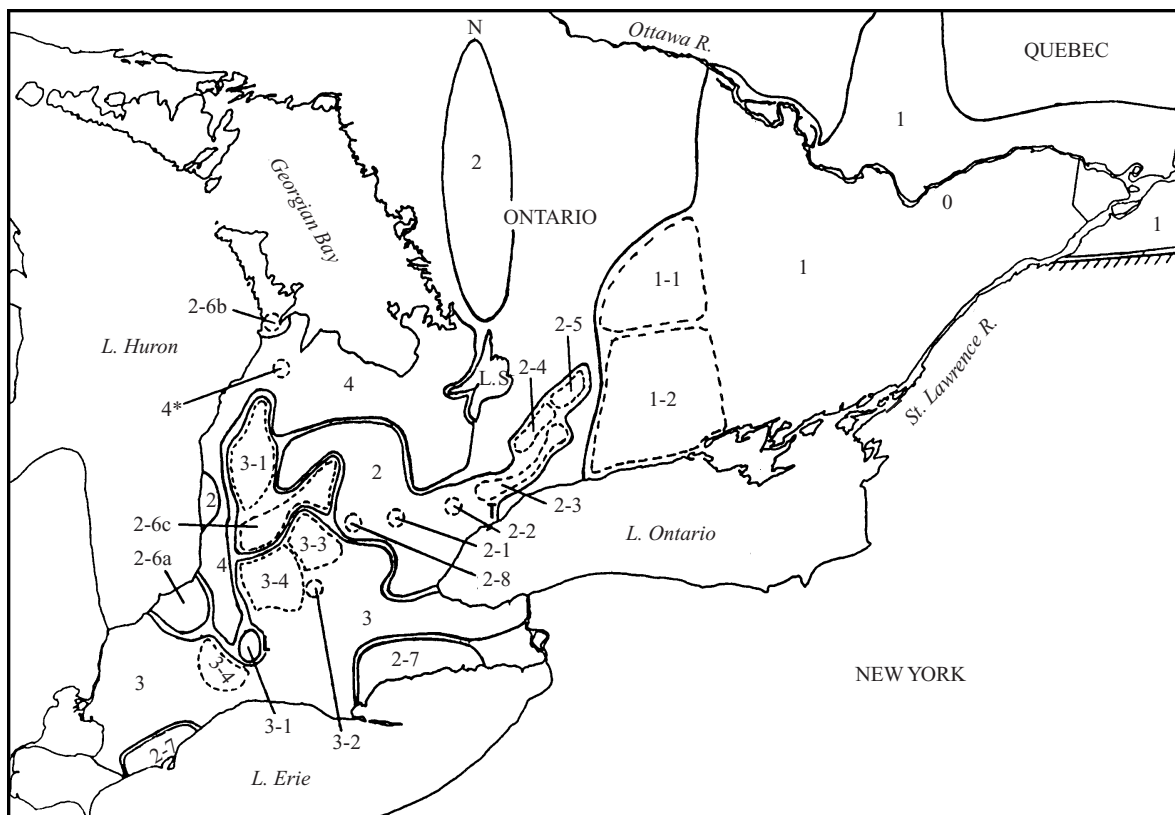 N
Ottawa R.
QUEBEC
1
2
Georgian Bay
ONTARIO
0
1
1-1
1
2-6b
2-5
L. Huron
2-4
L.S.
St. Lawrence R.
4*
4
1-2
3-1
2
2
2-3
T
2-6c
2-2
2-1
L. Ontario
3-3
2-8
2-6a
4
3-4
3
L
2-7
3-4
NEW YORK
3
3-1
3-2
2-7
L. Erie